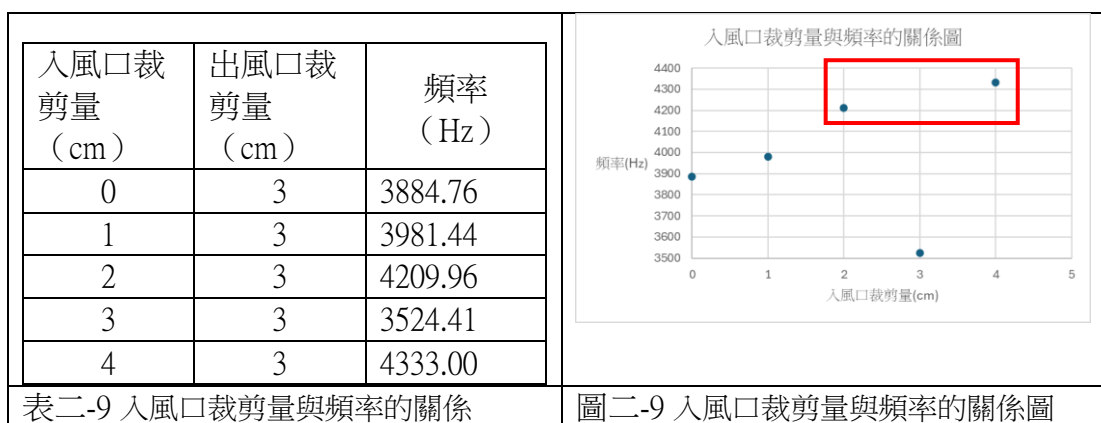 入風口裁剪量（cm）
出風口裁剪量（cm）
頻率（Hz）
0 3 3884.76
1 3 3981.44
2 3 4209.96
3 3 3524.41
4 3 4333.00
表二-9 入風口裁剪量與頻率的關係
入風口裁剪量與頻率的關係圖
4400
4300
4200
4100
4000
3900
3800
3700
3600
3500
頻率(Hz)
0 1 2 3 4 5
入風口裁剪量(cm)
圖二-9 入風口裁剪量與頻率的關係圖